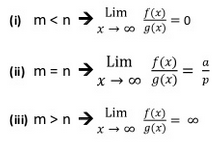 (i) m < n ➔ Lim x → ∞ f(x)/g(x) = 0
(ii) m = n ➔ Lim x → ∞ f(x)/g(x) = a/p
(iii) m > n ➔ Lim x → ∞ f(x)/g(x) = ∞